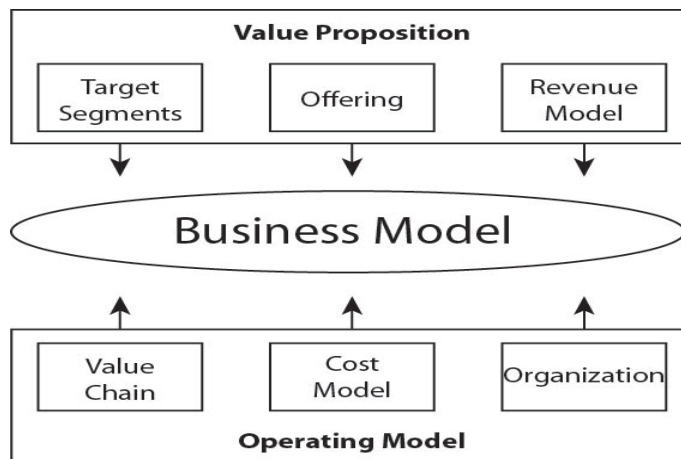 Value Proposition
Target
Segments
Offering
Revenue
Model
Business Model
Value
Chain
Cost
Model
Organization
Operating Model